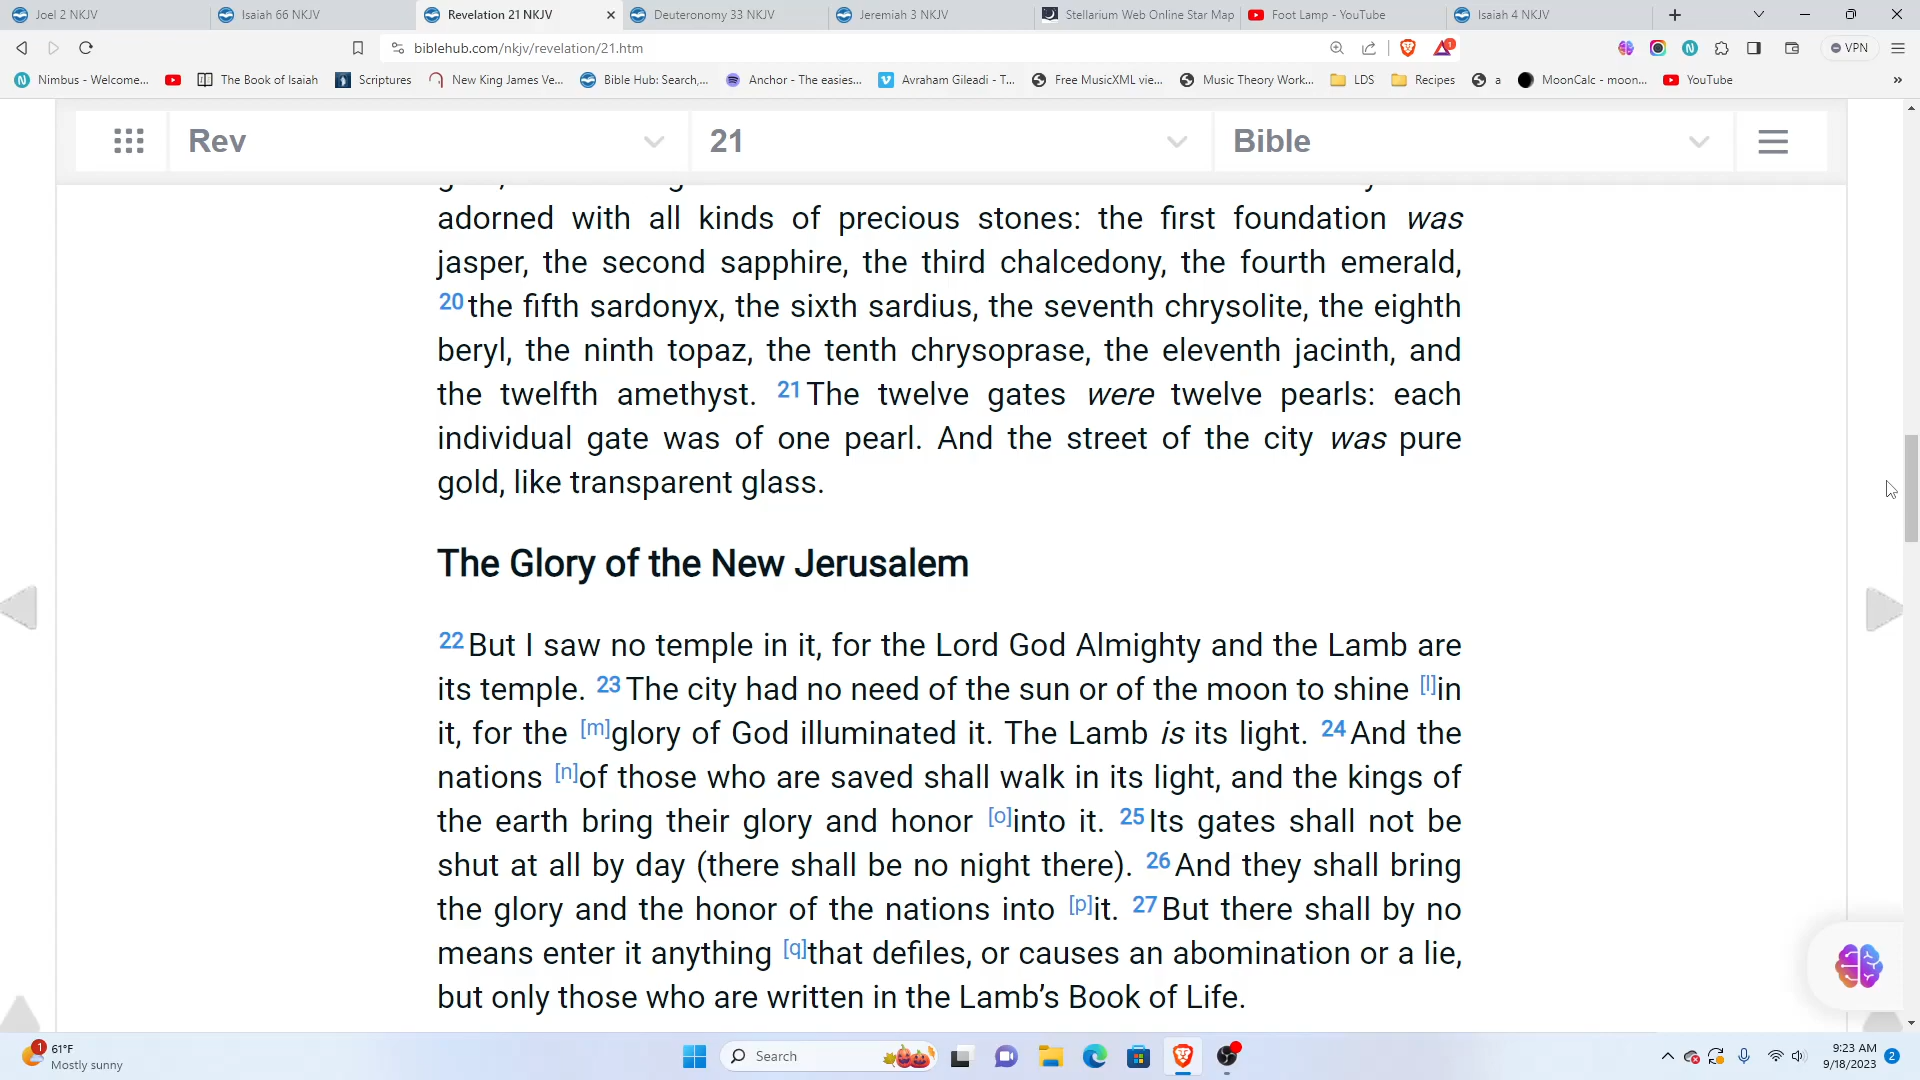 Joel 2 NKJV
Isaiah 66 NKJV
Revelation 21 NKJV
Deuteronomy 33 NKJV
Jeremiah 3 NKJV
Stellarium Web Online Star Map
Foot Lamp - YouTube
Isaiah 4 NKJV
biblehub.com/nkjv/revelation/21.htm
1
VPN
Nimbus - Welcome...
The Book of Isaiah
Scriptures
New King James Ve...
Bible Hub: Search,...
Anchor - The easies...
Avraham Gileadi - T...
Free MusicXML vie...
Music Theory Work...
LDS
Recipes
a
MoonCalc - moon...
YouTube
»
Rev
21
Bible
adorned with all kinds of precious stones: the first foundation was
jasper, the second sapphire, the third chalcedony, the fourth emerald,
20 the fifth sardonyx, the sixth sardius, the seventh chrysolite, the eighth
beryl, the ninth topaz, the tenth chrysoprase, the eleventh jacinth, and
the twelfth amethyst. 21 The twelve gates were twelve pearls: each
individual gate was of one pearl. And the street of the city was pure
gold, like transparent glass.
The Glory of the New Jerusalem
22 But I saw no temple in it, for the Lord God Almighty and the Lamb are
its temple. 23 The city had no need of the sun or of the moon to shine [l]in
it, for the [m]glory of God illuminated it. The Lamb is its light. 24 And the
nations [n]of those who are saved shall walk in its light, and the kings of
the earth bring their glory and honor [o]into it. 25 Its gates shall not be
shut at all by day (there shall be no night there). 26 And they shall bring
the glory and the honor of the nations into [p]it. 27 But there shall by no
means enter it anything [q]that defiles, or causes an abomination or a lie,
but only those who are written in the Lamb’s Book of Life.
1
61°F
Mostly sunny
Search
9:23 AM
9/18/2023
2